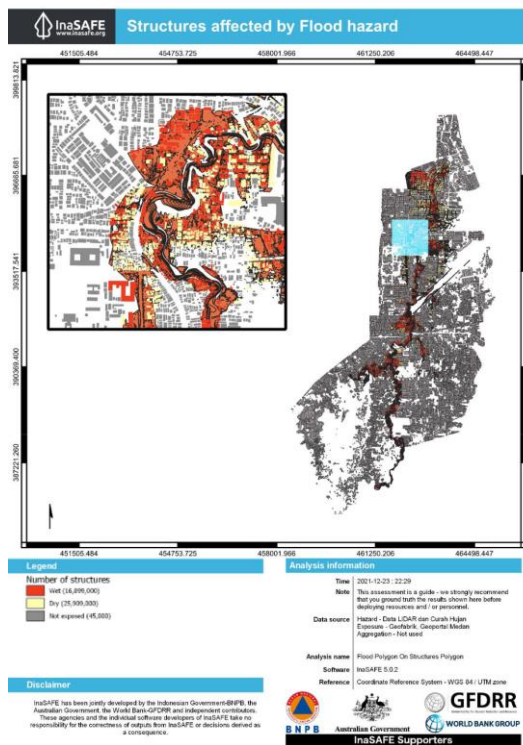 InaSAFE
www.inasafe.org
Structures affected by Flood hazard
451505.484 454753.725 458001.966 461250.206 464498.447
399813.821
396665.681
393517.541
390369.400
387221.260
451505.484 454753.725 458001.966 461250.206 464498.447
Legend
Number of structures
Wet (16,899,000)
Dry (25,909,000)
Not exposed (45,000)
Disclaimer
InaSAFE has been jointly developed by the Indonesian Government-BNPB, the
Australian Government, the World Bank-GFDRR and independent contributors.
These agencies and the individual software developers of InaSAFE take no
responsibility for the correctness of outputs from InaSAFE or decisions derived as
a consequence.
Analysis information
Time 2021-12-23 : 22:29
Note This assessment is a guide - we strongly recommend
that you ground truth the results shown here before
deploying resources and / or personnel.
Data source Hazard - Data LiDAR dan Curah Hujan
Exposure - Geofabrik, Geoportal Medan
Aggregation - Not used
Analysis name Flood Polygon On Structures Polygon
Software InaSAFE 5.0.2
Reference Coordinate Reference System - WGS 84 / UTM zone
BNPB
Australian Government
GFDRR
WORLD BANK GROUP
InaSAFE Supporters